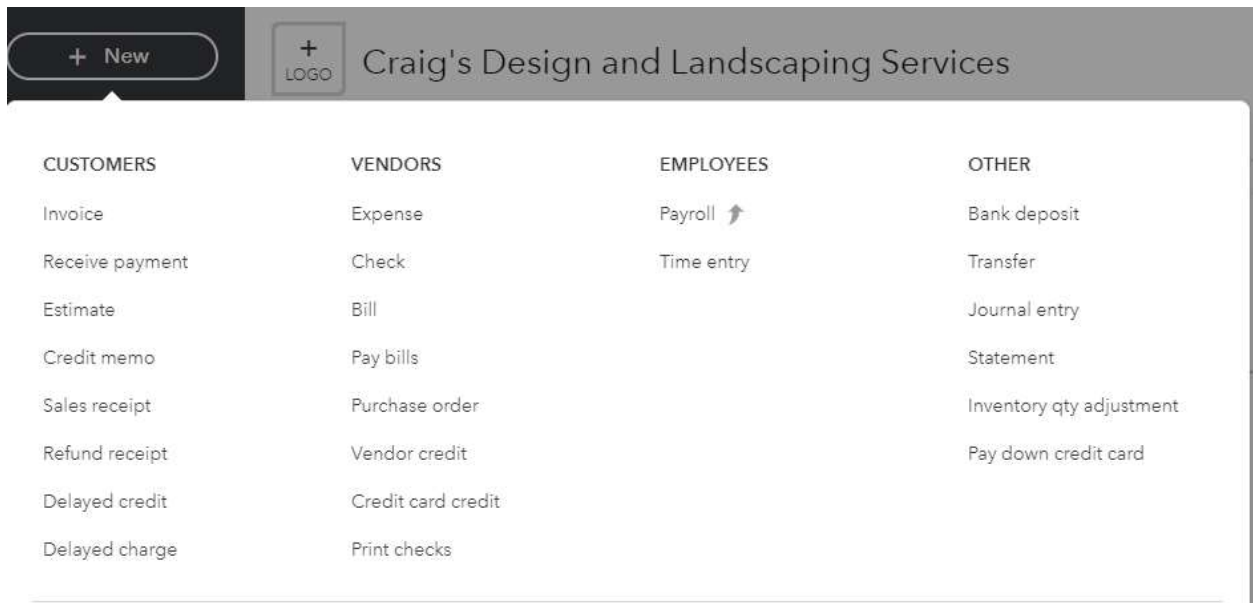 + New
+
LOGO
Craig's Design and Landscaping Services
CUSTOMERS
Invoice
Receive payment
Estimate
Credit memo
Sales receipt
Refund receipt
Delayed credit
Delayed charge
VENDORS
Expense
Check
Bill
Pay bills
Purchase order
Vendor credit
Credit card credit
Print checks
EMPLOYEES
Payroll
Time entry
OTHER
Bank deposit
Transfer
Journal entry
Statement
Inventory qty adjustment
Pay down credit card